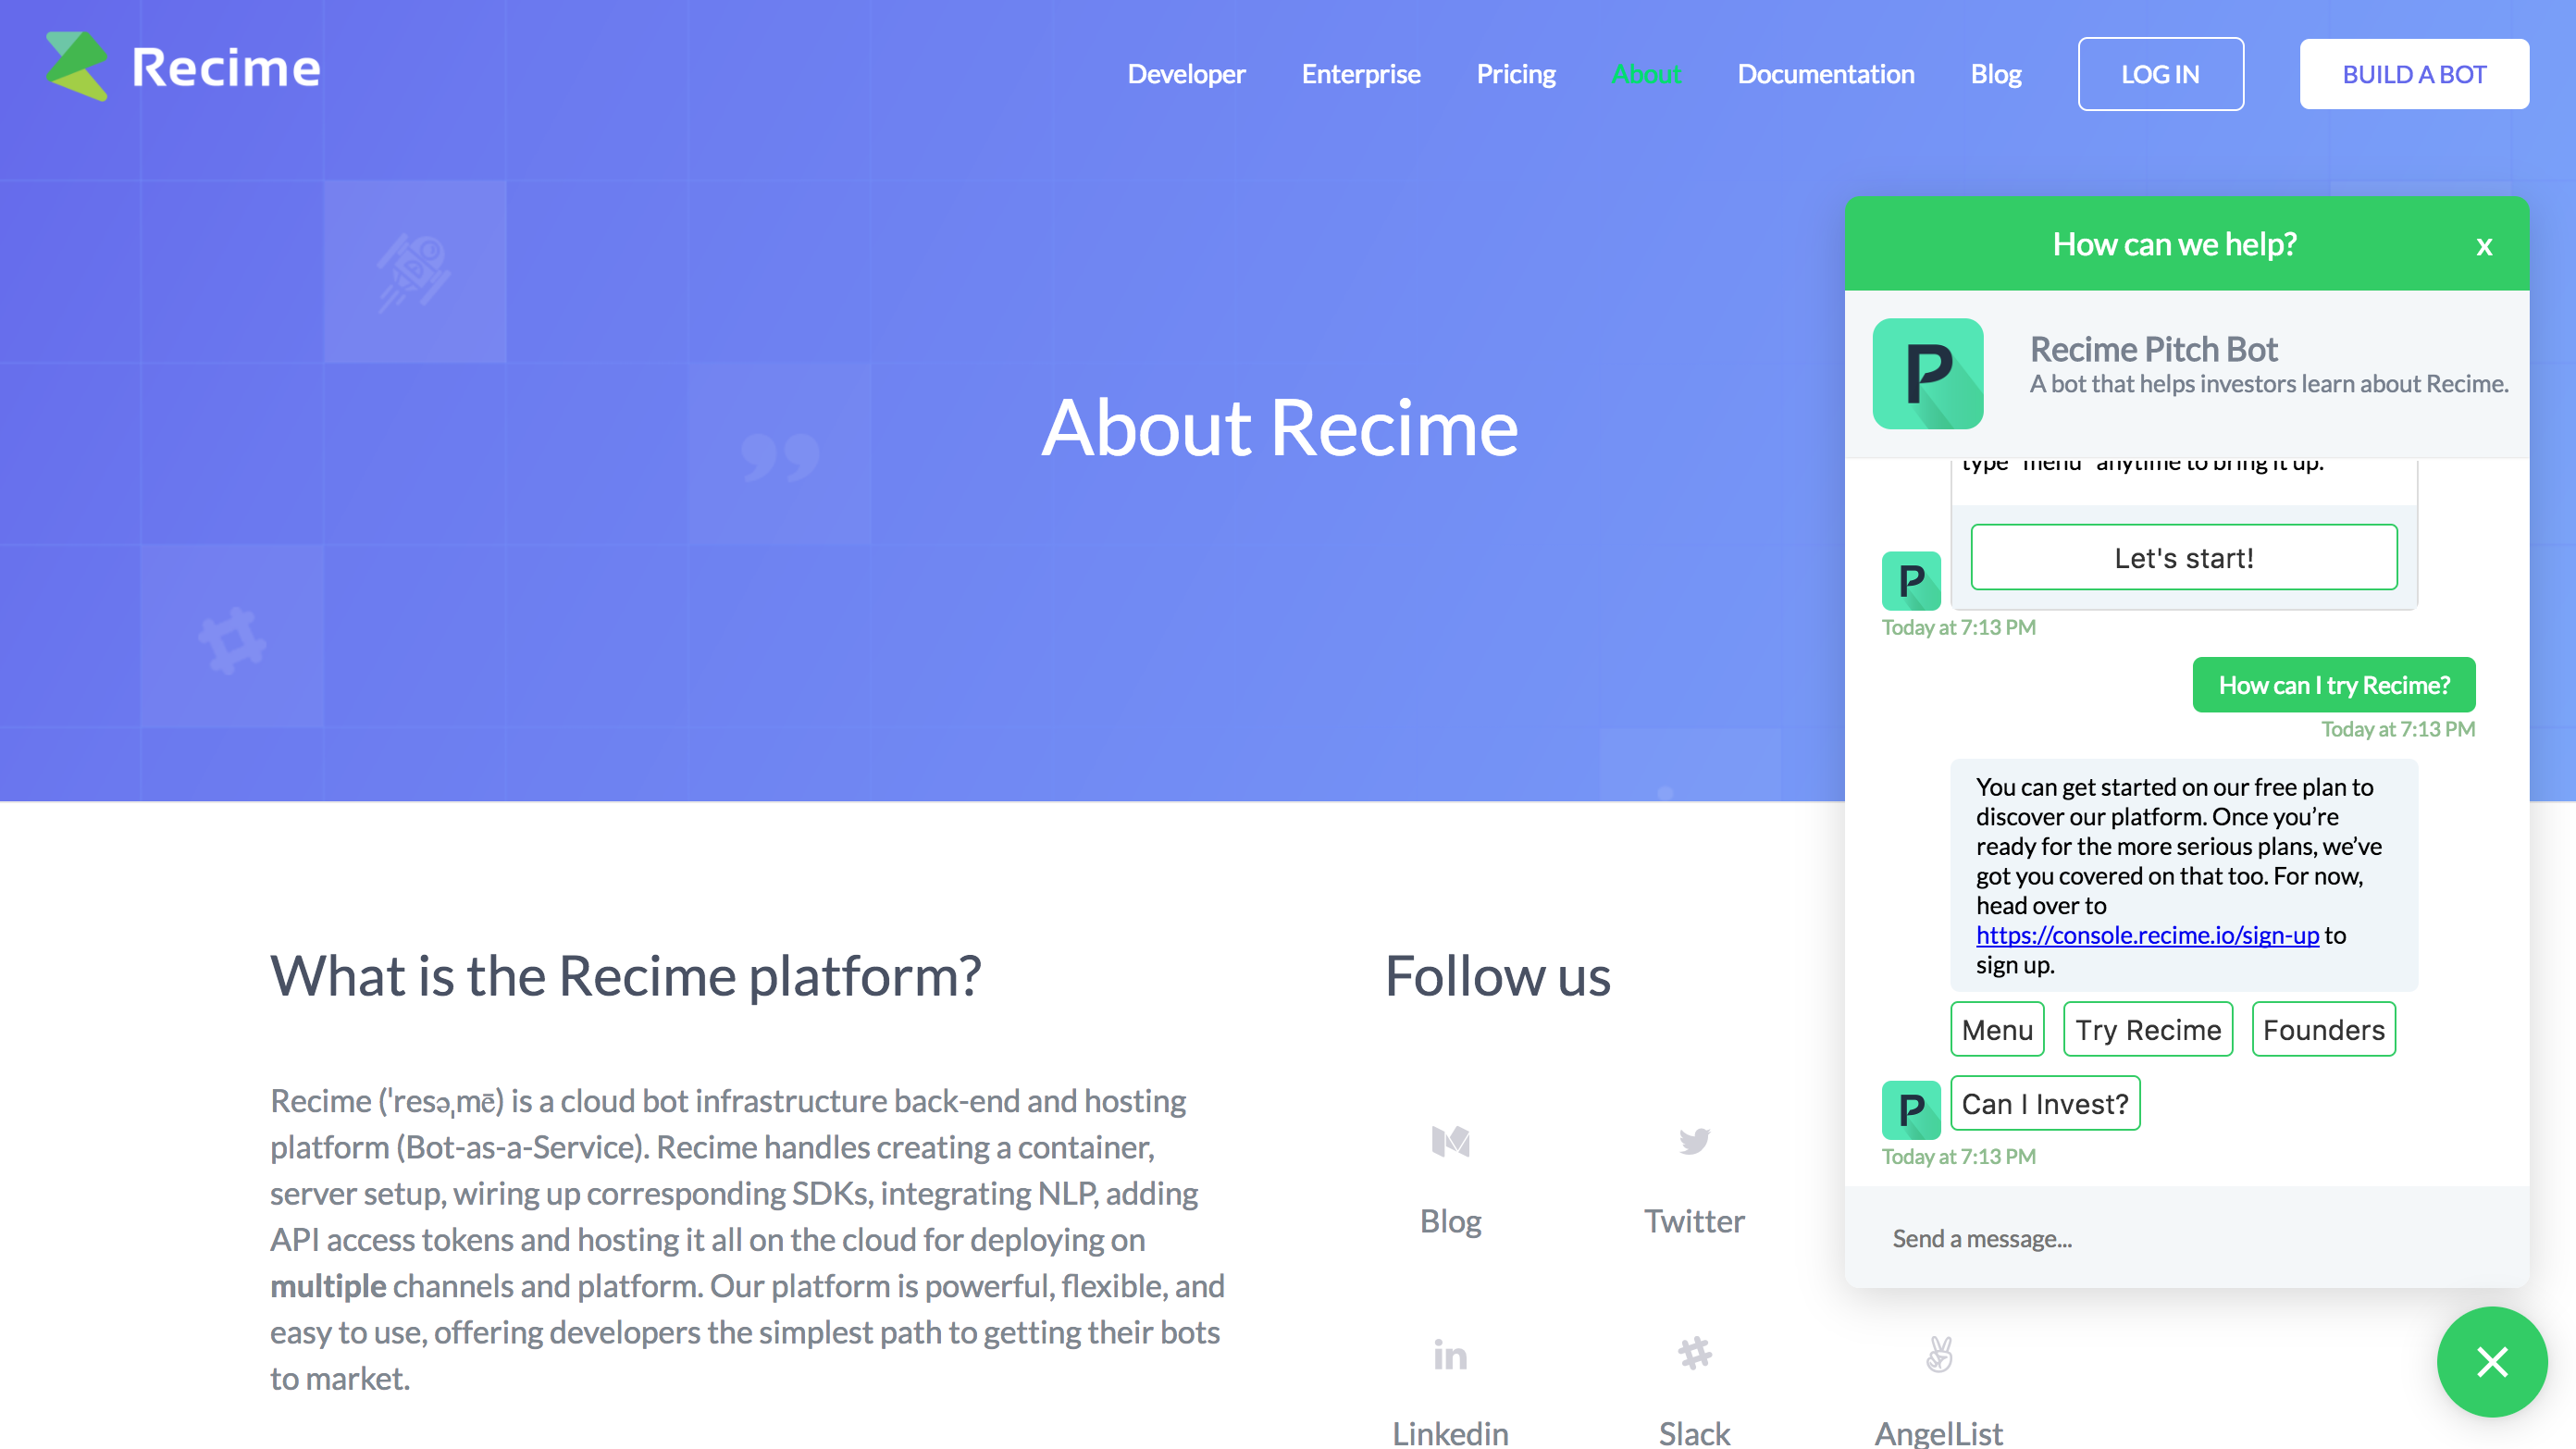 Recime
Developer
Enterprise
Pricing
About
Documentation
Blog
LOG IN
BUILD A BOT
About Recime
What is the Recime platform?
Recime ('resəˌmē) is a cloud bot infrastructure back-end and hosting
platform (Bot-as-a-Service). Recime handles creating a container,
server setup, wiring up corresponding SDKs, integrating NLP, adding
API access tokens and hosting it all on the cloud for deploying on
multiple channels and platform. Our platform is powerful, flexible, and
easy to use, offering developers the simplest path to getting their bots
to market.
Follow us
Blog
Twitter
Linkedin
Slack
AngelList
How can we help?
x
Recime Pitch Bot
A bot that helps investors learn about Recime.
type "menu" anytime to bring it up.
Let's start!
Today at 7:13 PM
How can I try Recime?
Today at 7:13 PM
You can get started on our free plan to
discover our platform. Once you’re
ready for the more serious plans, we’ve
got you covered on that too. For now,
head over to
https://console.recime.io/sign-up to
sign up.
Menu
Try Recime
Founders
Can I Invest?
Today at 7:13 PM
Send a message...